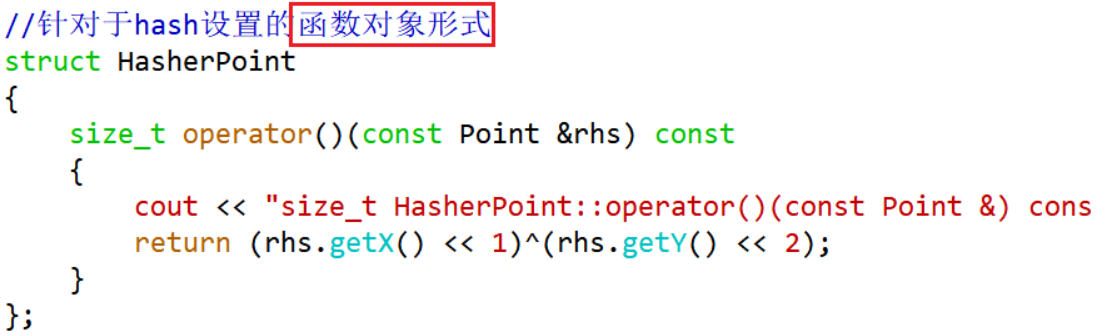 //针对于hash设置的函数对象形式
struct HasherPoint
{
    size_t operator()(const Point &rhs) const
    {
        cout << "size_t HasherPoint::operator()(const Point &) cons
        return (rhs.getX() << 1)^(rhs.getY() << 2);
    }
};